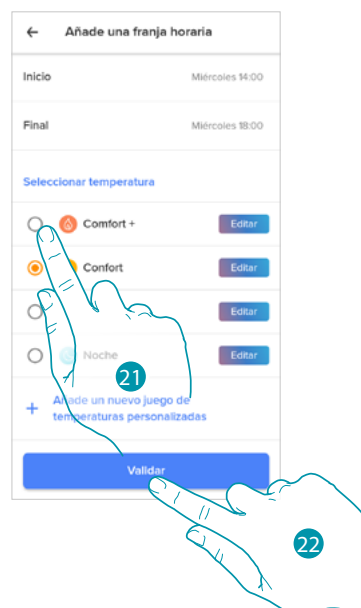 ← Añade una franja horaria
Inicio Miércoles 14:00
Final Miércoles 18:00
Seleccionar temperatura
Comfort + Editar
Confort Editar
Editar
Noche Editar
+ Añade un nuevo juego de
temperaturas personalizadas
21
Validar
22